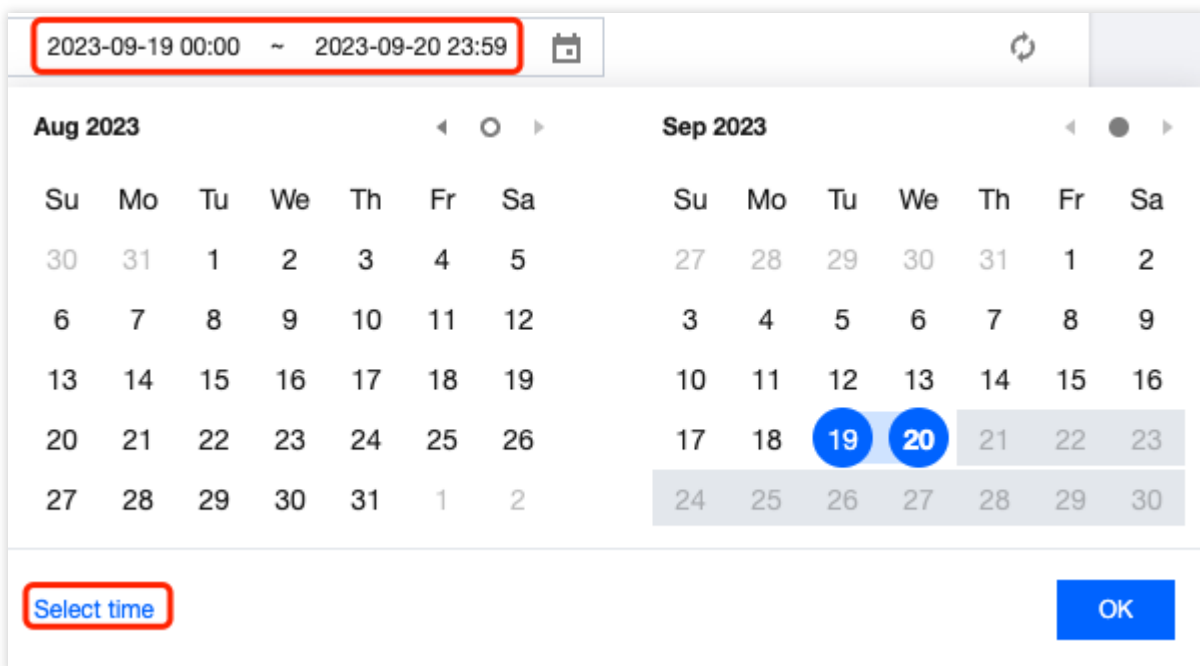 2023-09-19 00:00 ~ 2023-09-20 23:59
Aug 2023
Su Mo Tu We Th Fr Sa
30 31 1 2 3 4 5
6 7 8 9 10 11 12
13 14 15 16 17 18 19
20 21 22 23 24 25 26
27 28 29 30 31 1 2
Sep 2023
Su Mo Tu We Th Fr Sa
27 28 29 30 31 1 2
3 4 5 6 7 8 9
10 11 12 13 14 15 16
17 18 19 20 21 22 23
24 25 26 27 28 29 30
Select time
OK